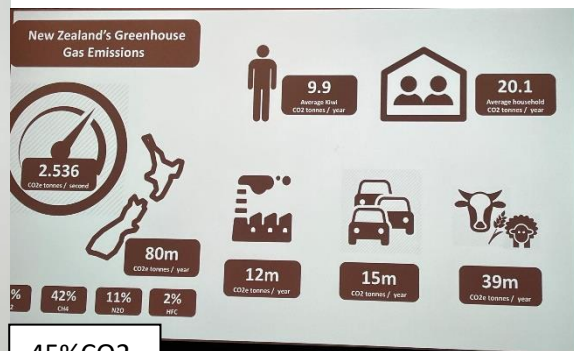 New Zealand's Greenhouse
Gas Emissions
9.9
Average Kiwi
CO2 tonnes / year
20.1
Average household
CO2 tonnes / year
2.536
CO2e tonnes / second
80m
CO2e tonnes / year
12m
CO2e tonnes / year
15m
CO2 tonnes / year
39m
CO2e tonnes / year
%
2
42%
CH4
11%
N2O
2%
HFC
45%CO2